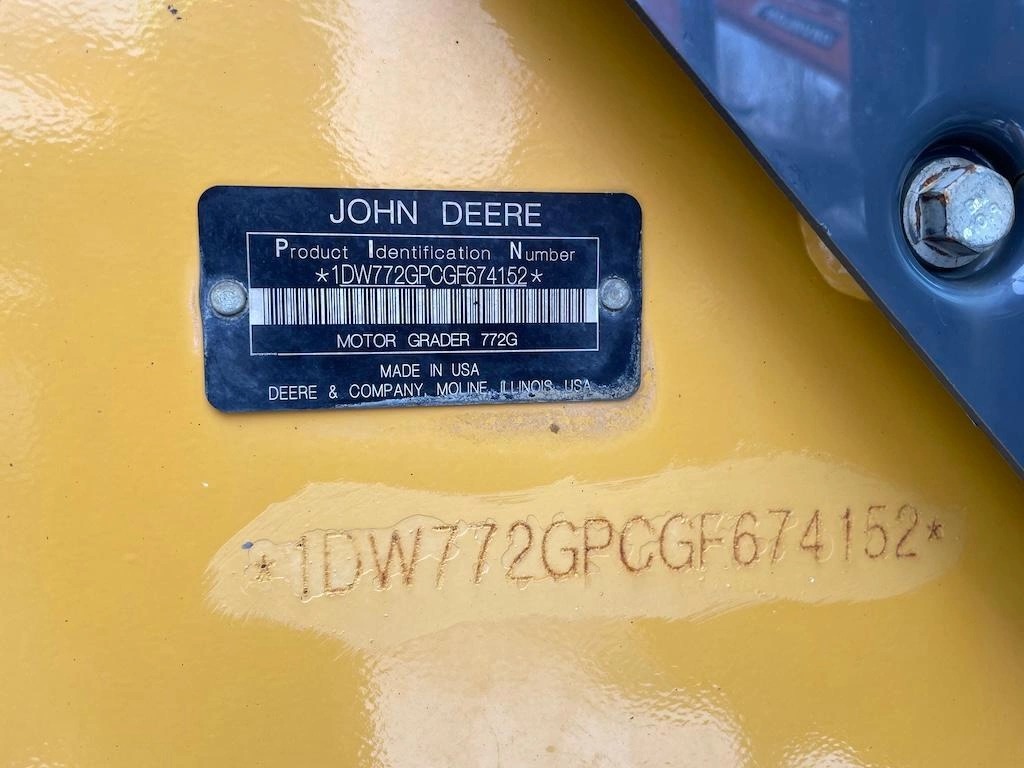 JOHN DEERE
Product Identification Number
*1DW772GPCGF674152*
MOTOR GRADER 772G
MADE IN USA
DEERE & COMPANY, MOLINE, ILLINOIS, USA
*1DW772GPCGF674152*